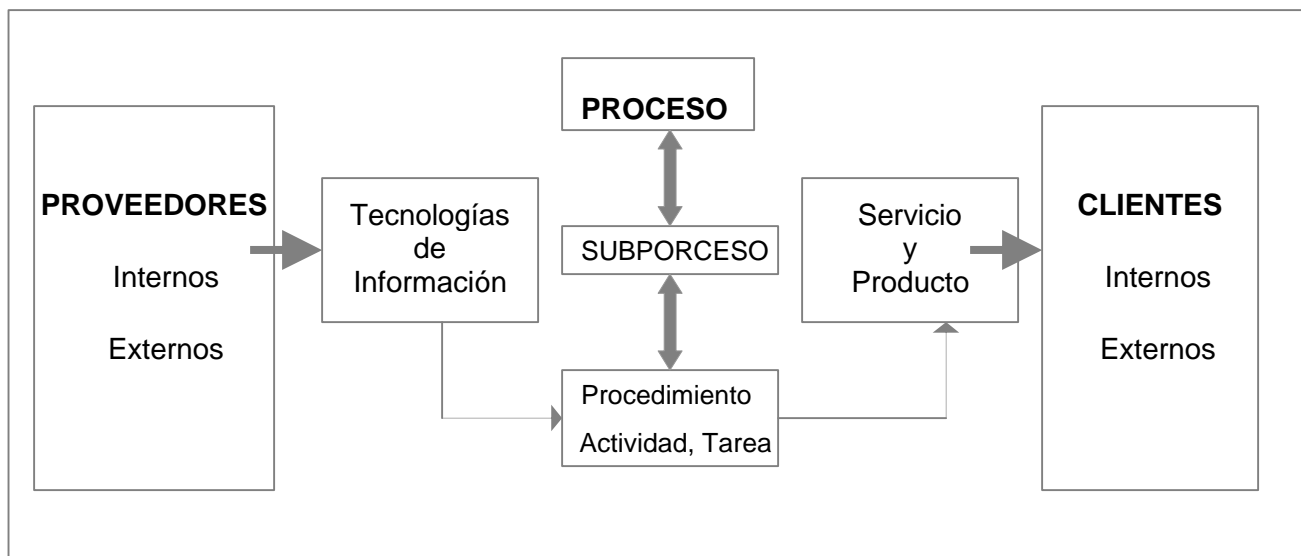 PROVEEDORES
Internos
Externos
Tecnologías
de
Información
PROCESO
SUBPORCESO
Procedimiento
Actividad, Tarea
Servicio
y
Producto
CLIENTES
Internos
Externos